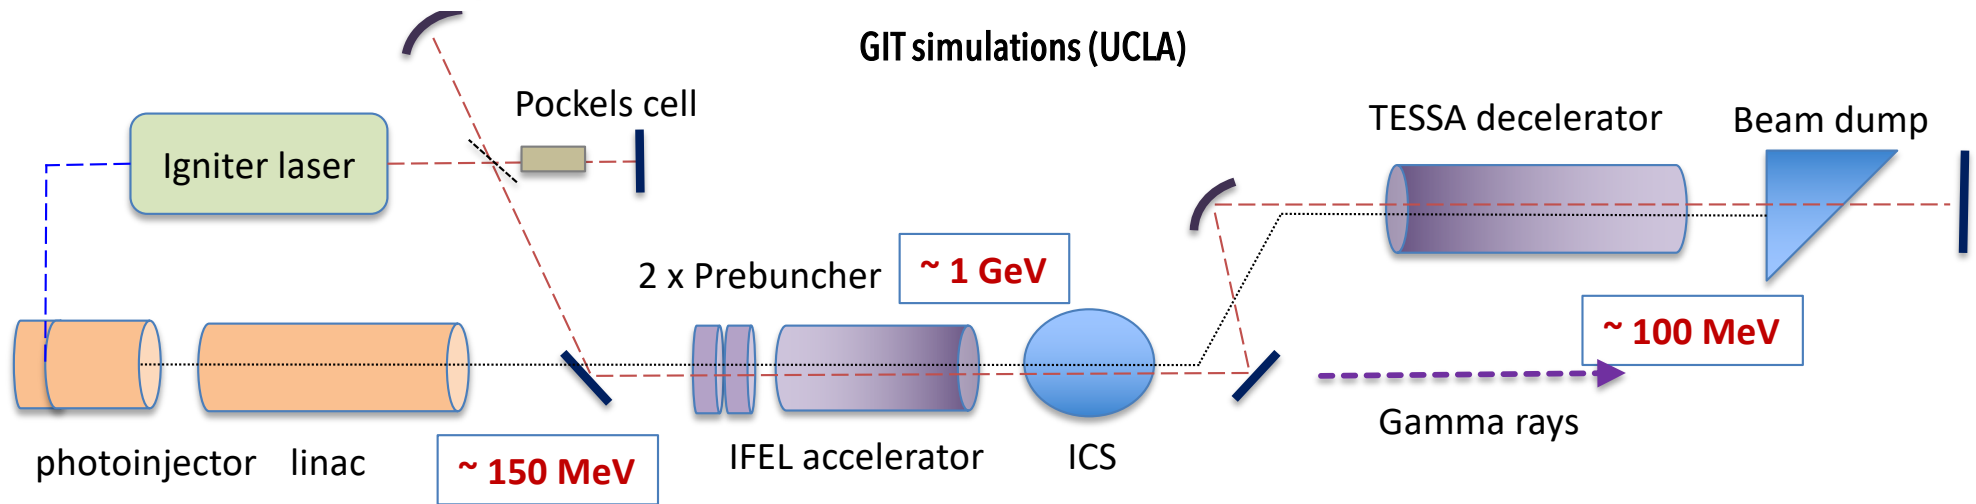 GIT simulations (UCLA)
Pockels cell
TESSA decelerator
Beam dump
Igniter laser
2 x Prebuncher
~ 1 GeV
~ 100 MeV
Gamma rays
photoinjector
linac
~ 150 MeV
IFEL accelerator
ICS